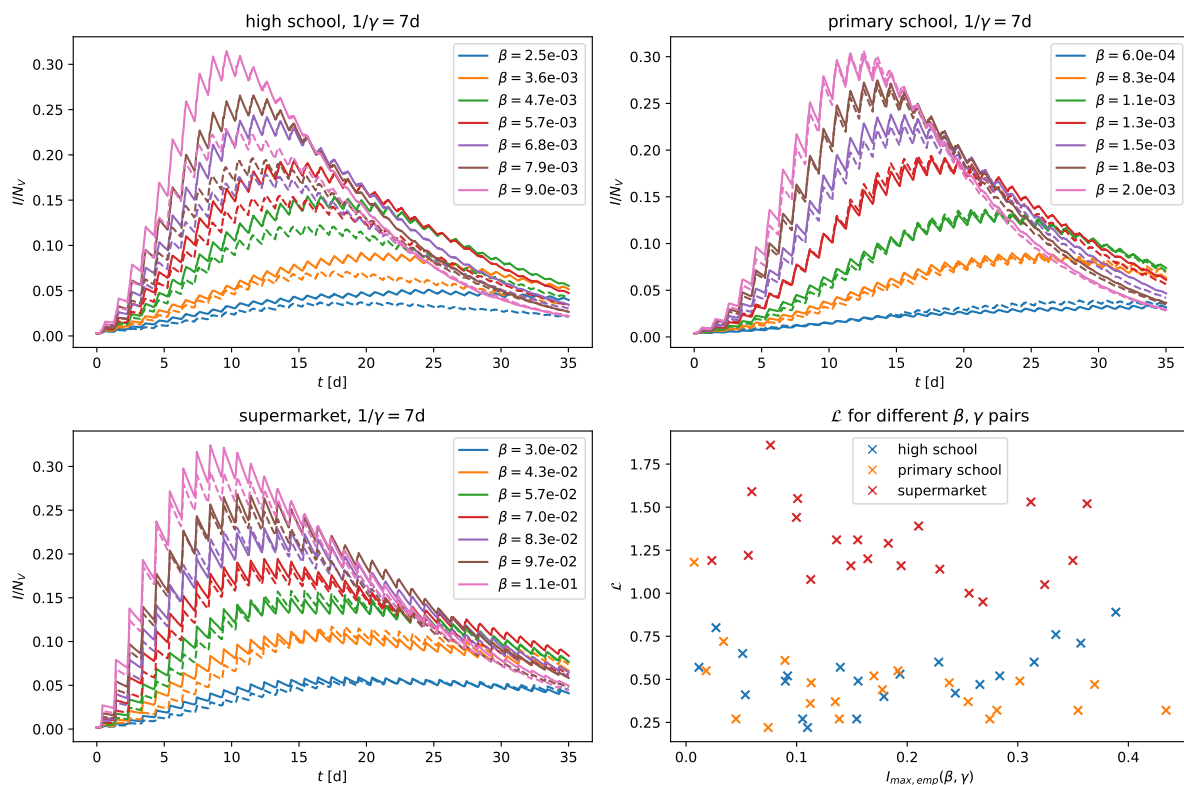 high school, 1/γ = 7d
I/N_V
0.30
0.25
0.20
0.15
0.10
0.05
0.00
β = 2.5e-03
β = 3.6e-03
β = 4.7e-03
β = 5.7e-03
β = 6.8e-03
β = 7.9e-03
β = 9.0e-03
0 5 10 15 20 25 30 35
t [d]
primary school, 1/γ = 7d
I/N_V
0.30
0.25
0.20
0.15
0.10
0.05
0.00
β = 6.0e-04
β = 8.3e-04
β = 1.1e-03
β = 1.3e-03
β = 1.5e-03
β = 1.8e-03
β = 2.0e-03
0 5 10 15 20 25 30 35
t [d]
supermarket, 1/γ = 7d
I/N_V
0.30
0.25
0.20
0.15
0.10
0.05
0.00
β = 3.0e-02
β = 4.3e-02
β = 5.7e-02
β = 7.0e-02
β = 8.3e-02
β = 9.7e-02
β = 1.1e-01
0 5 10 15 20 25 30 35
t [d]
ℒ for different β, γ pairs
ℒ
1.75
1.50
1.25
1.00
0.75
0.50
0.25
high school
primary school
supermarket
0.0 0.1 0.2 0.3 0.4
I_{max, emp}(β, γ)